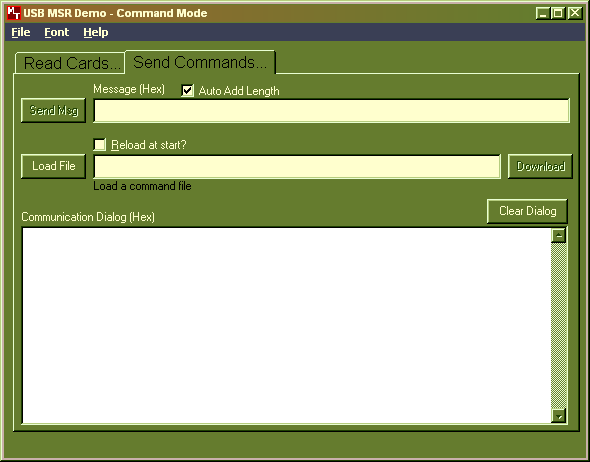 MT USB MSR Demo - Command Mode
File Font Help
Read Cards... Send Commands...
Message (Hex) Auto Add Length
Send Msg
Reload at start?
Load File Download
Load a command file
Clear Dialog
Communication Dialog (Hex)